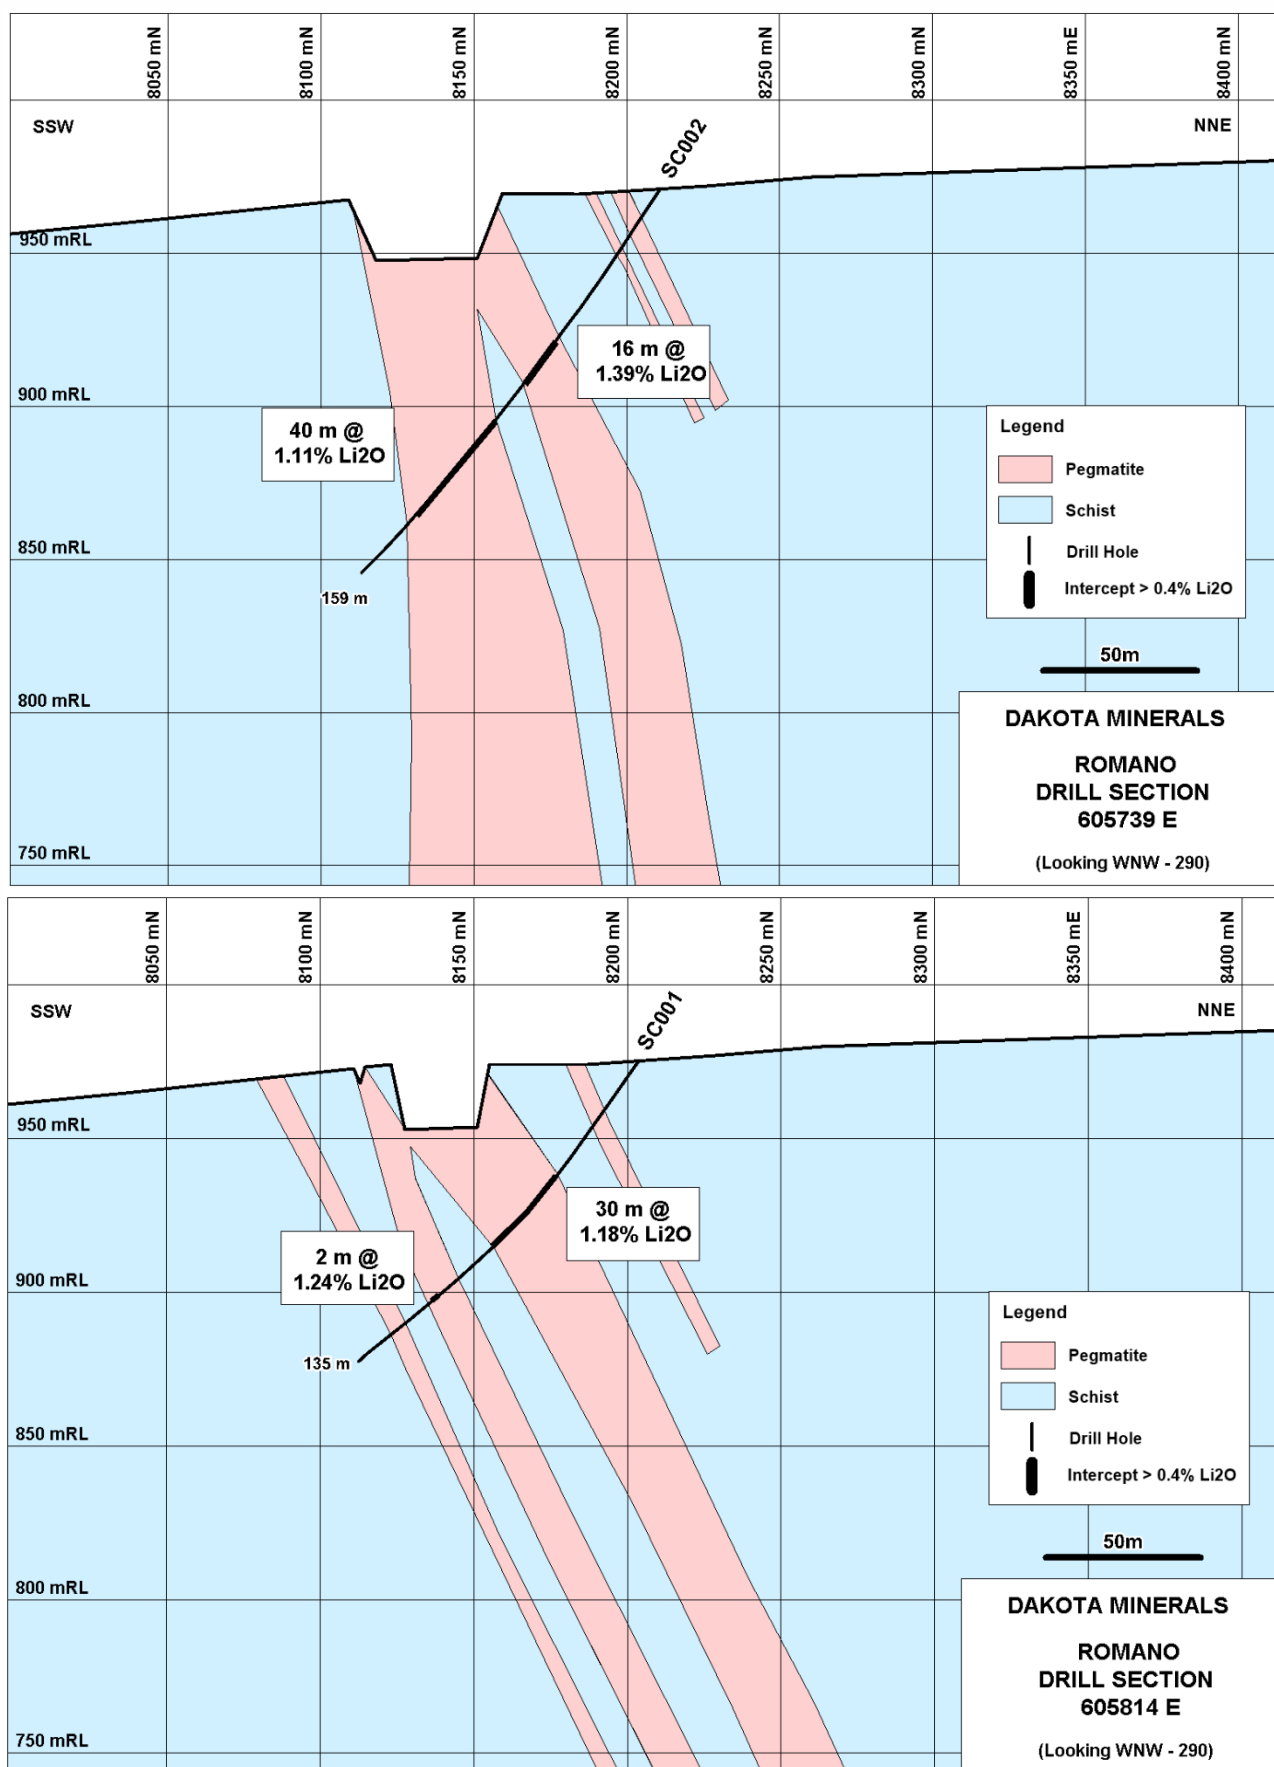 8050 mN
8100 mN
8150 mN
8200 mN
8250 mN
8300 mN
8350 mE
8400 mN
SSW
SC002
NNE
950 mRL
16 m @
1.39% Li2O
900 mRL
40 m @
1.11% Li2O
Legend
Pegmatite
Schist
Drill Hole
Intercept > 0.4% Li2O
850 mRL
159 m
50m
800 mRL
DAKOTA MINERALS
ROMANO
DRILL SECTION
605739 E
(Looking WNW - 290)
750 mRL
8050 mN
8100 mN
8150 mN
8200 mN
8250 mN
8300 mN
8350 mE
8400 mN
SSW
SC001
NNE
950 mRL
30 m @
1.18% Li2O
2 m @
1.24% Li2O
900 mRL
Legend
Pegmatite
Schist
Drill Hole
Intercept > 0.4% Li2O
135 m
850 mRL
50m
800 mRL
DAKOTA MINERALS
ROMANO
DRILL SECTION
605814 E
(Looking WNW - 290)
750 mRL